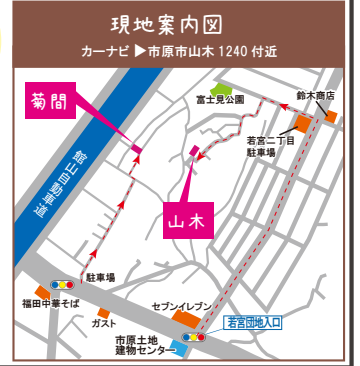 現地案内図
カーナビ▶市原市山木1240付近
菊間
富士見公園
鈴木商店
若宮二丁目
駐車場
山木
館山自動車道
駐車場
福田中華そば
ガスト
セブンイレブン
若宮団地入口
市原土地
建物センター